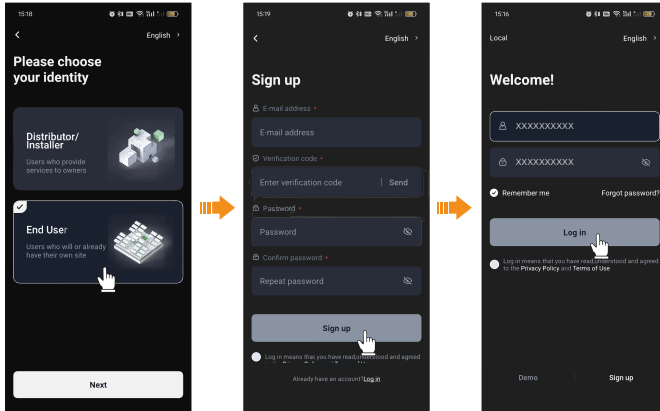 15:18
English >
Please choose
your identity
Distributor/
Installer
Users who provide
services to owners
End User
Users who will or already
have their own site
Next
15:19
English >
Sign up
E-mail address *
E-mail address
Verification code *
Enter verification code | Send
Password *
Password
Confirm password *
Repeat password
Sign up
Log in means that you have read,understood and agreed
Already have an account?Log in
15:16
Local English >
Welcome!
XXXXXXXXXX
XXXXXXXXXX
Remember me Forgot password?
Log in
Log in means that you have read,understood and agreed
to the Privacy Policy and Terms of Use
Demo Sign up